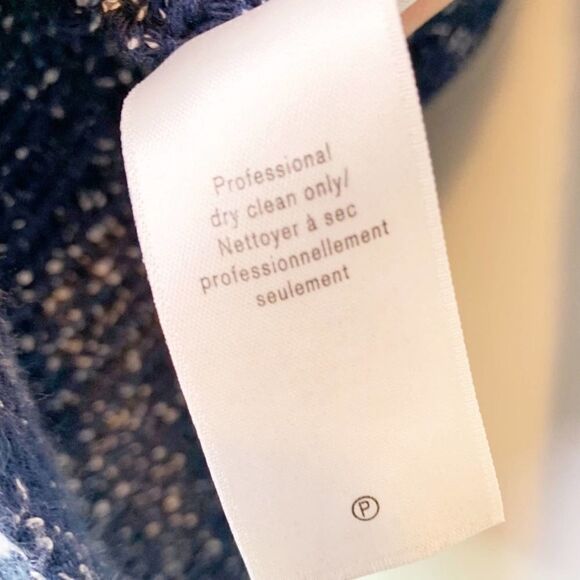 Professional
dry clean only/
Nettoyer à sec
professionnellement
seulement
P